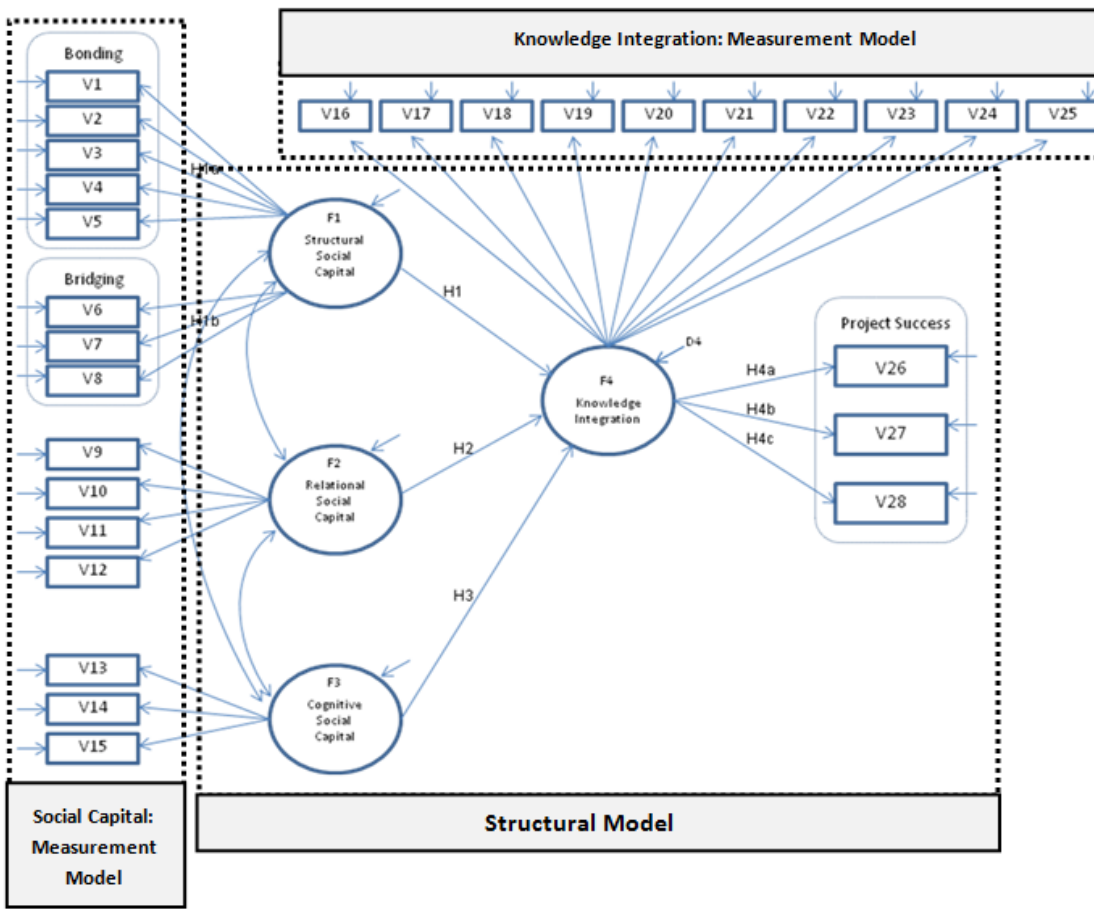 Knowledge Integration: Measurement Model
Bonding
V1
V2
V3
V4
V5
Bridging
V6
V7
V8
V9
V10
V11
V12
V13
V14
V15
V16
V17
V18
V19
V20
V21
V22
V23
V24
V25
H1a
H1b
F1
Structural
Social
Capital
F2
Relational
Social
Capital
F3
Cognitive
Social
Capital
H1
H2
H3
D4
F4
Knowledge
Integration
H4a
H4b
H4c
Project Success
V26
V27
V28
Social Capital:
Measurement
Model
Structural Model